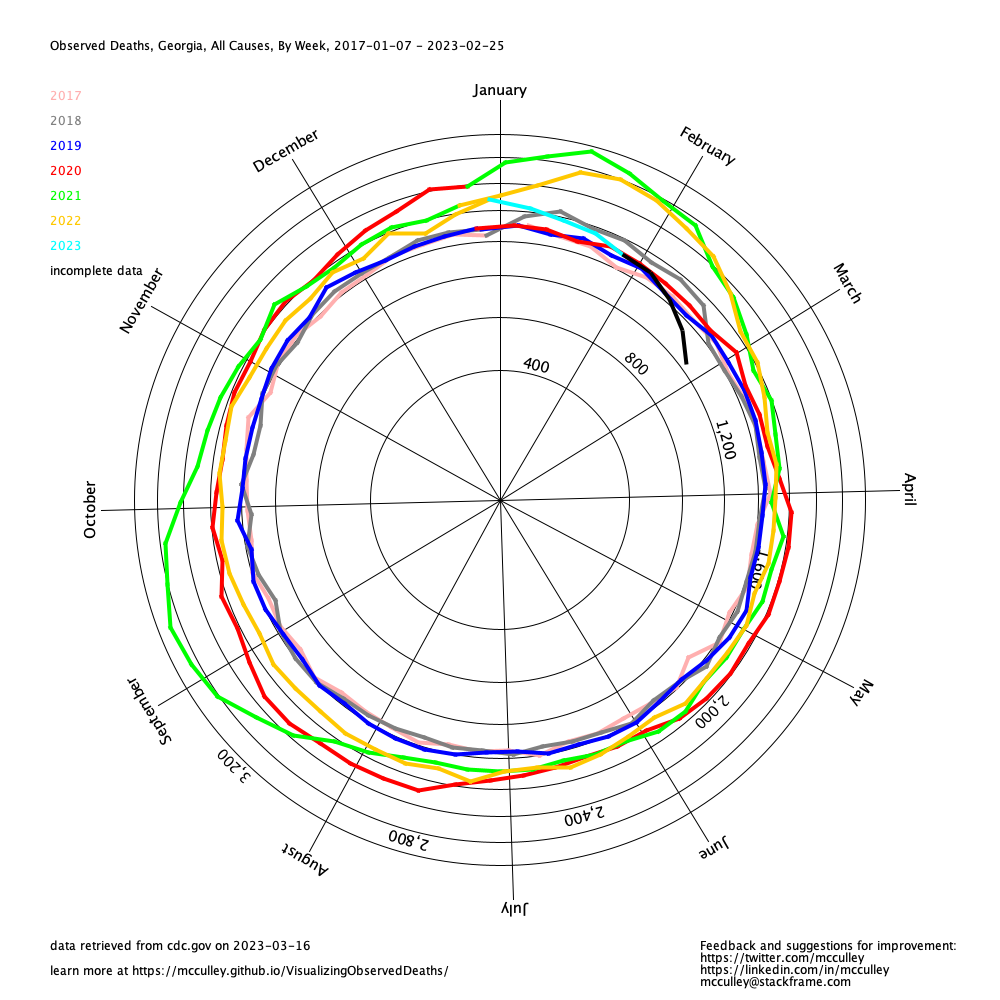 Observed Deaths, Georgia, All Causes, By Week, 2017-01-07 - 2023-02-25
January
2017
2018
2019
2020
2021
2022
2023
incomplete data
December
February
November
March
400
800
1,200
October
April
1,600
September
May
2,000
3,200
2,400
2,800
August
June
July
data retrieved from cdc.gov on 2023-03-16
learn more at https://mcculley.github.io/VisualizingObservedDeaths/
Feedback and suggestions for improvement:
https://twitter.com/mcculley
https://linkedin.com/in/mcculley
mcculley@stackframe.com